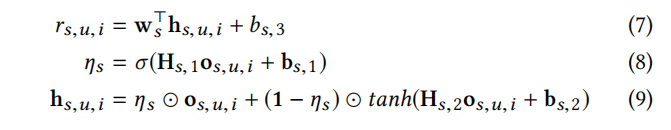 r_{s,u,i} = w_s^⊤ h_{s,u,i} + b_{s,3} (7)
η_s = σ(H_{s,1} o_{s,u,i} + b_{s,1}) (8)
h_{s,u,i} = η_s ⊙ o_{s,u,i} + (1 − η_s) ⊙ tanh(H_{s,2} o_{s,u,i} + b_{s,2}) (9)